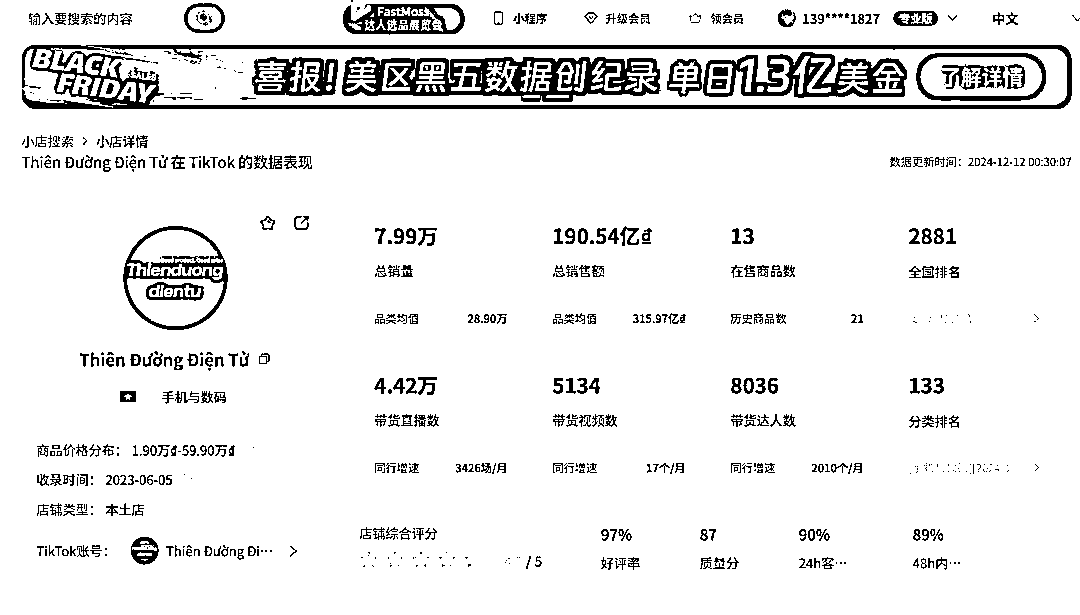 输入要搜索的内容
FastMoss
达人选品展览会
小程序
升级会员
领会员
139****1827
专业版
中文
BLACK FRIDAY
喜报!美区黑五数据创纪录 单日1.3亿美金
了解详情
小店搜索 > 小店详情
Thiên Đường Điện Tử 在 TikTok 的数据表现
数据更新时间：2024-12-12 00:30:07
Thienduong
dientu
Thiên Đường Điện Tử
手机与数码
商品价格分布： 1.90万₫-59.90万₫
收录时间： 2023-06-05
店铺类型： 本土店
TikTok账号： Thiên Đường Đi··· >
7.99万
总销量
品类均值 28.90万
190.54亿₫
总销售额
品类均值 315.97亿₫
13
在售商品数
历史商品数 21
2881
全国排名
4.42万
带货直播数
同行增速 3426场/月
5134
带货视频数
同行增速 17个/月
8036
带货达人数
同行增速 2010个/月
133
分类排名
店铺综合评分
/ 5
97%
好评率
87
质量分
90%
24h客···
89%
48h内···